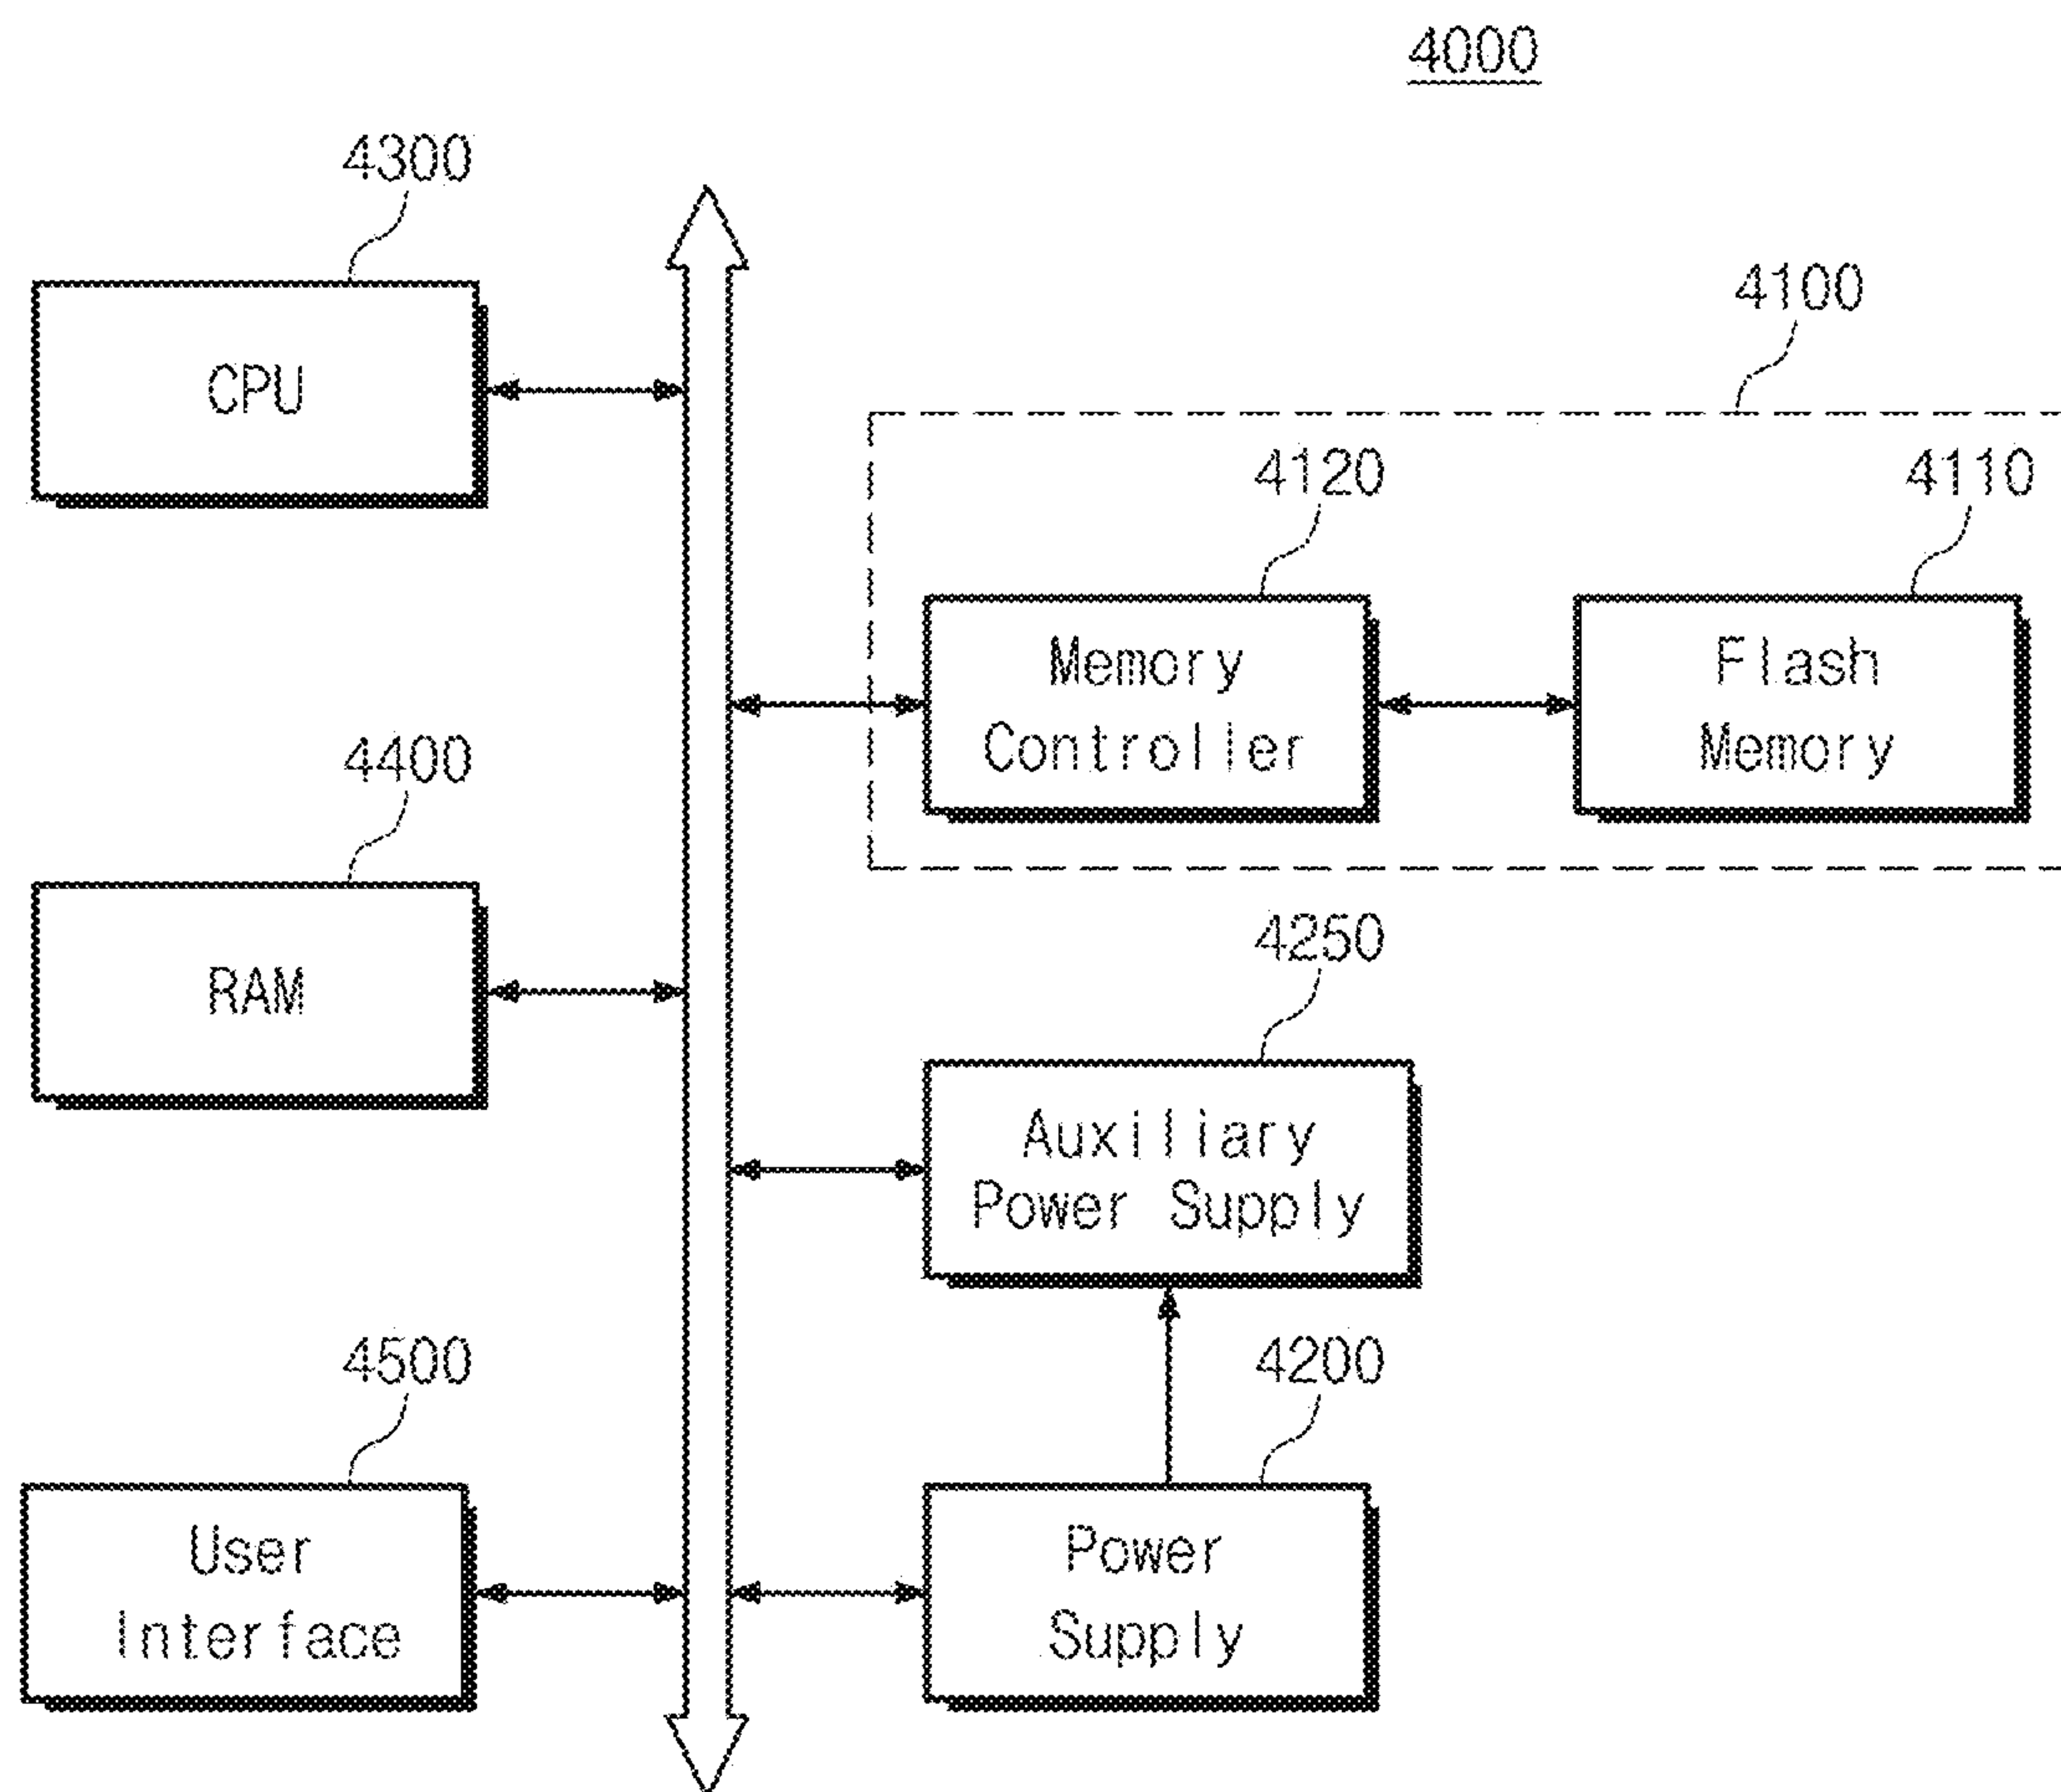 4000
4300
CPU
4100
4120
4110
Memory
Controller
Flash
Memory
4400
RAM
4250
Auxiliary
Power Supply
4500
User
Interface
4200
Power
Supply